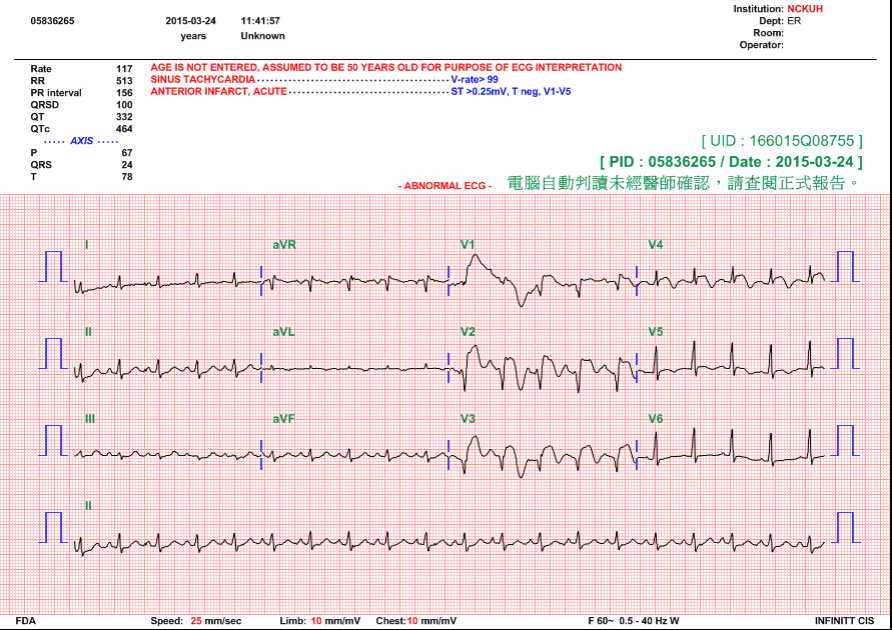 Institution: NCKUH
05836265 2015-03-24 11:41:57 Dept: ER
years Unknown Room:
Operator:
Rate 117 AGE IS NOT ENTERED, ASSUMED TO BE 50 YEARS OLD FOR PURPOSE OF ECG INTERPRETATION
RR 513 SINUS TACHYCARDIA V-rate> 99
PR interval 156 ANTERIOR INFARCT, ACUTE ST >0.25mV, T neg, V1-V5
QRSD 100
QT 332
QTc 464
AXIS
[ UID : 166015Q08755 ]
P 67
[ PID : 05836265 / Date : 2015-03-24 ]
QRS 24
T 78
- ABNORMAL ECG - 電腦自動判讀未經醫師確認，請查閱正式報告。
I aVR V1 V4
II aVL V2 V5
III aVF V3 V6
II
FDA Speed: 25 mm/sec Limb: 10 mm/mV Chest: 10 mm/mV F 60~ 0.5 - 40 Hz W INFINITT CIS